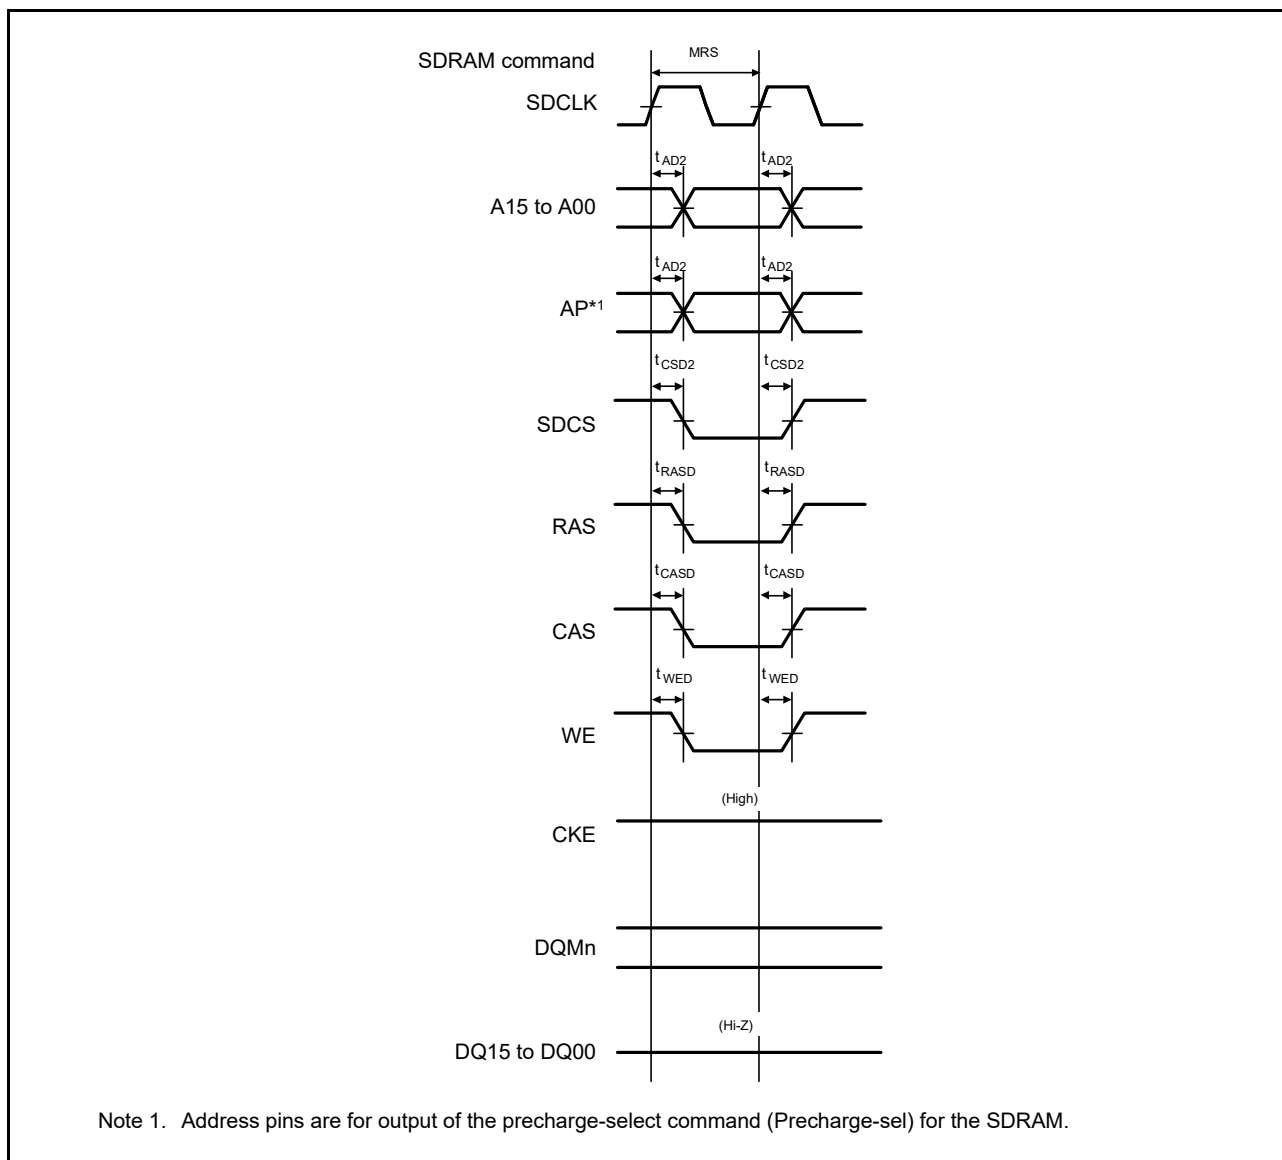 SDRAM command
MRS
SDCLK
tAD2 tAD2
A15 to A00
tAD2 tAD2
AP*1
tCSD2 tCSD2
SDCS
tRASD tRASD
RAS
tCASD tCASD
CAS
tWED tWED
WE
(High)
CKE
DQMn
(Hi-Z)
DQ15 to DQ00
Note 1. Address pins are for output of the precharge-select command (Precharge-sel) for the SDRAM.